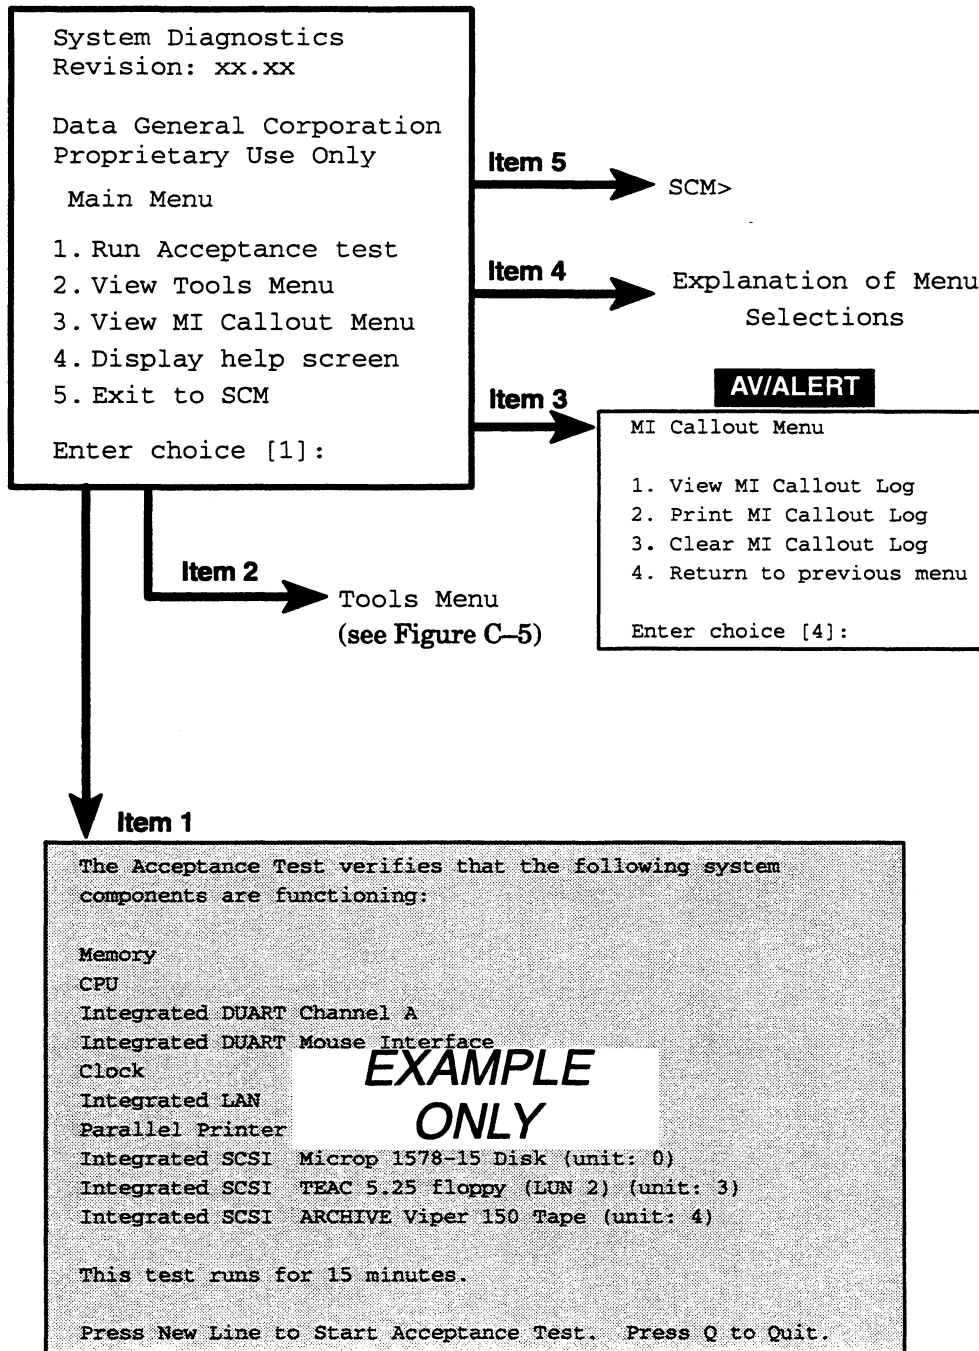 System Diagnostics
Revision: xx.xx
Data General Corporation
Proprietary Use Only
Main Menu
1. Run Acceptance test
2. View Tools Menu
3. View MI Callout Menu
4. Display help screen
5. Exit to SCM
Enter choice [1]:
Item 5
SCM>
Item 4
Explanation of Menu
Selections
Item 3
AV/ALERT
MI Callout Menu
1. View MI Callout Log
2. Print MI Callout Log
3. Clear MI Callout Log
4. Return to previous menu
Enter choice [4]:
Item 2
Tools Menu
(see Figure C–5)
Item 1
The Acceptance Test verifies that the following system
components are functioning:
Memory
CPU
Integrated DUART Channel A
Integrated DUART Mouse Interface
Clock
Integrated LAN
Parallel Printer
EXAMPLE
ONLY
Integrated SCSI Microp 1578-15 Disk (unit: 0)
Integrated SCSI TEAC 5.25 floppy (LUN 2) (unit: 3)
Integrated SCSI ARCHIVE Viper 150 Tape (unit: 4)
This test runs for 15 minutes.
Press New Line to Start Acceptance Test. Press Q to Quit.